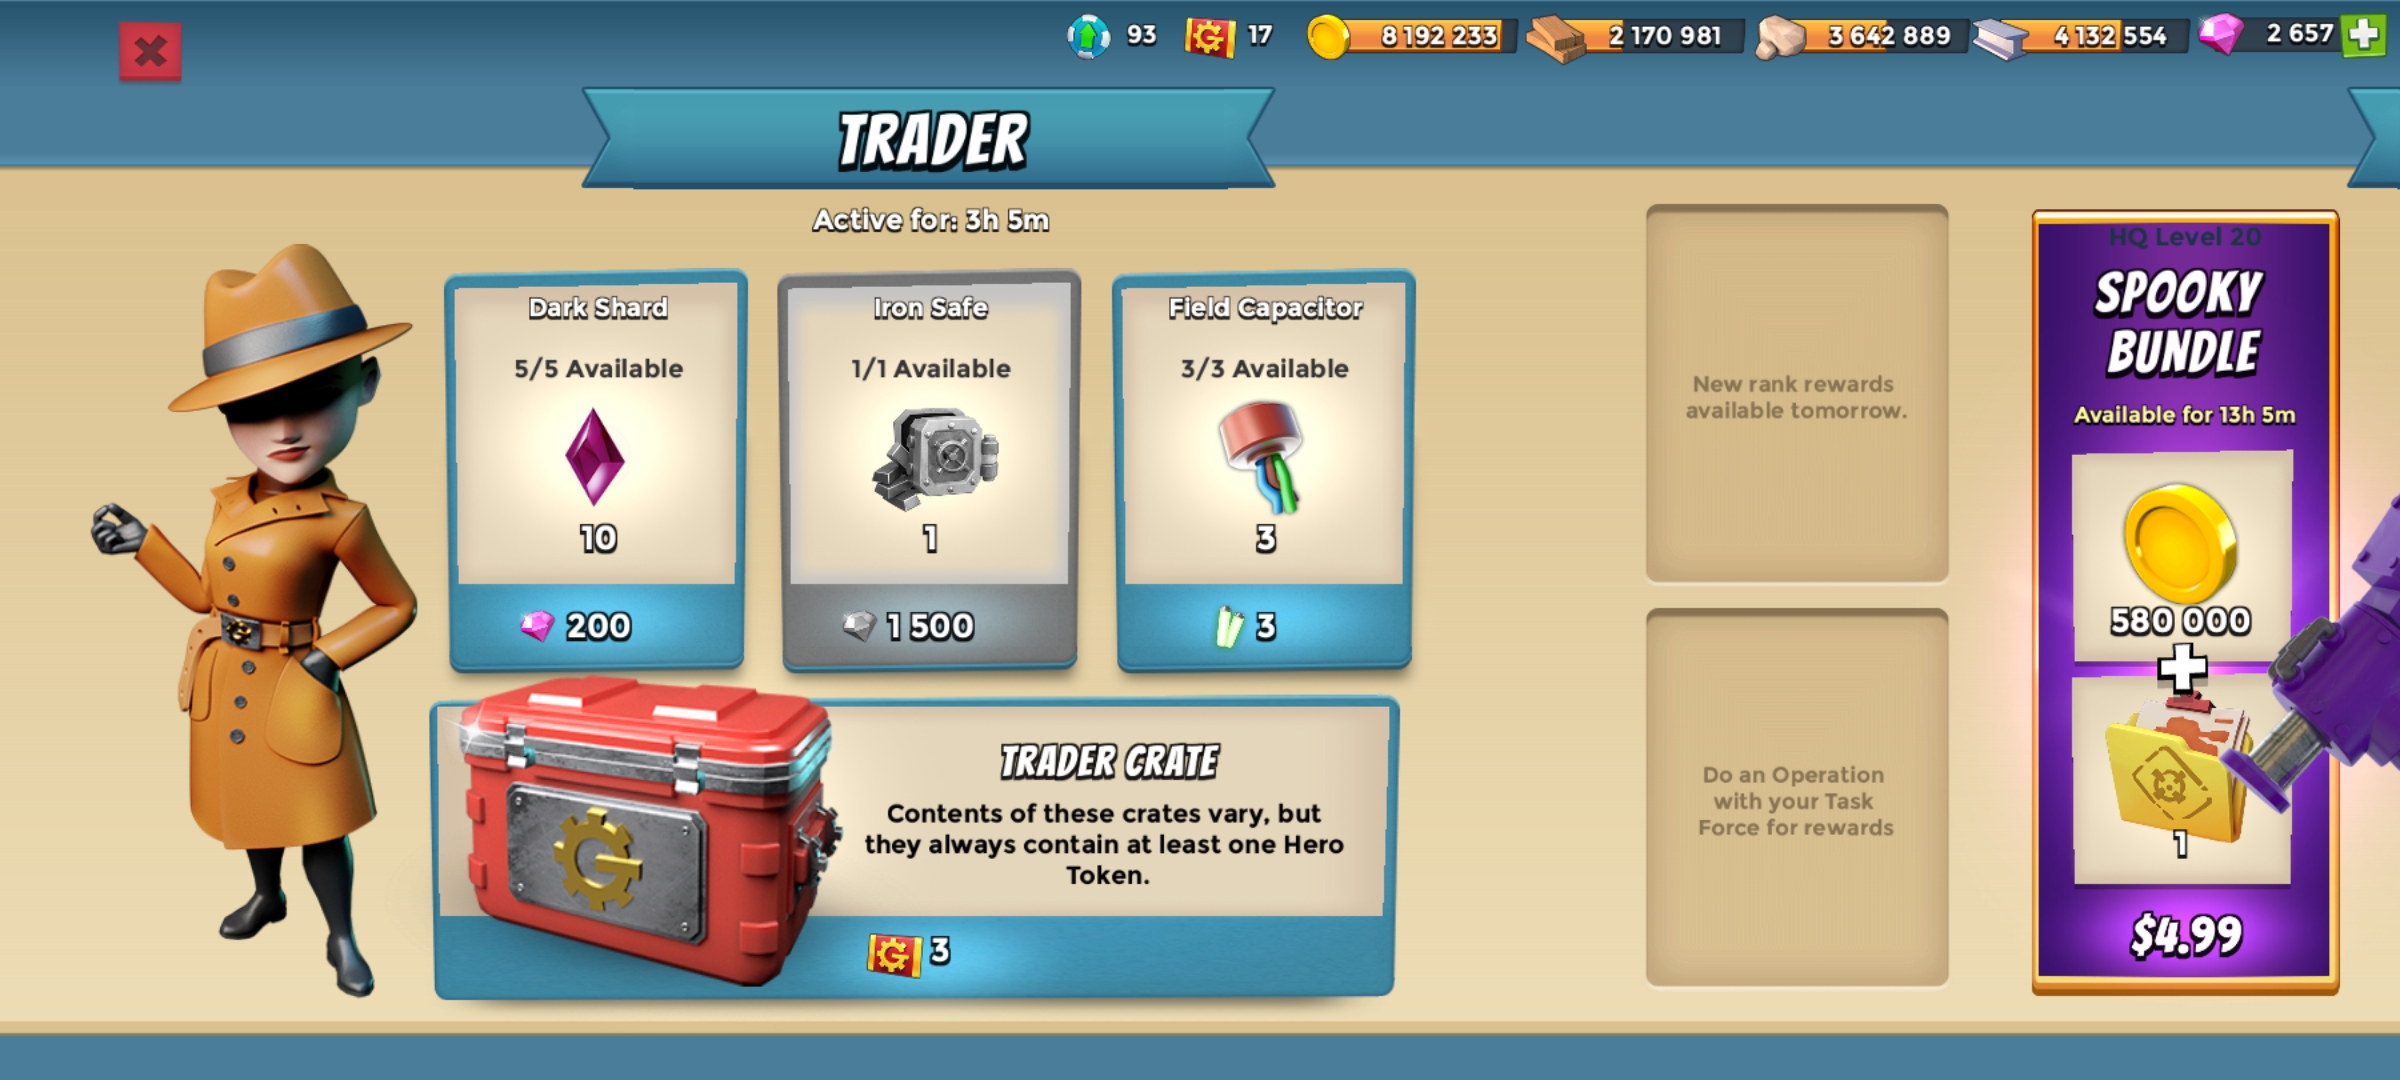 93
17
8 192 233
2 170 981
3 642 889
4 132 554
2 657
TRADER
Active for: 3h 5m
Dark Shard
5/5 Available
10
200
Iron Safe
1/1 Available
1
1 500
Field Capacitor
3/3 Available
3
3
TRADER CRATE
Contents of these crates vary, but
they always contain at least one Hero
Token.
3
New rank rewards
available tomorrow.
Do an Operation
with your Task
Force for rewards
HQ Level 20
SPOOKY
BUNDLE
Available for 13h 5m
580 000
1
$4.99